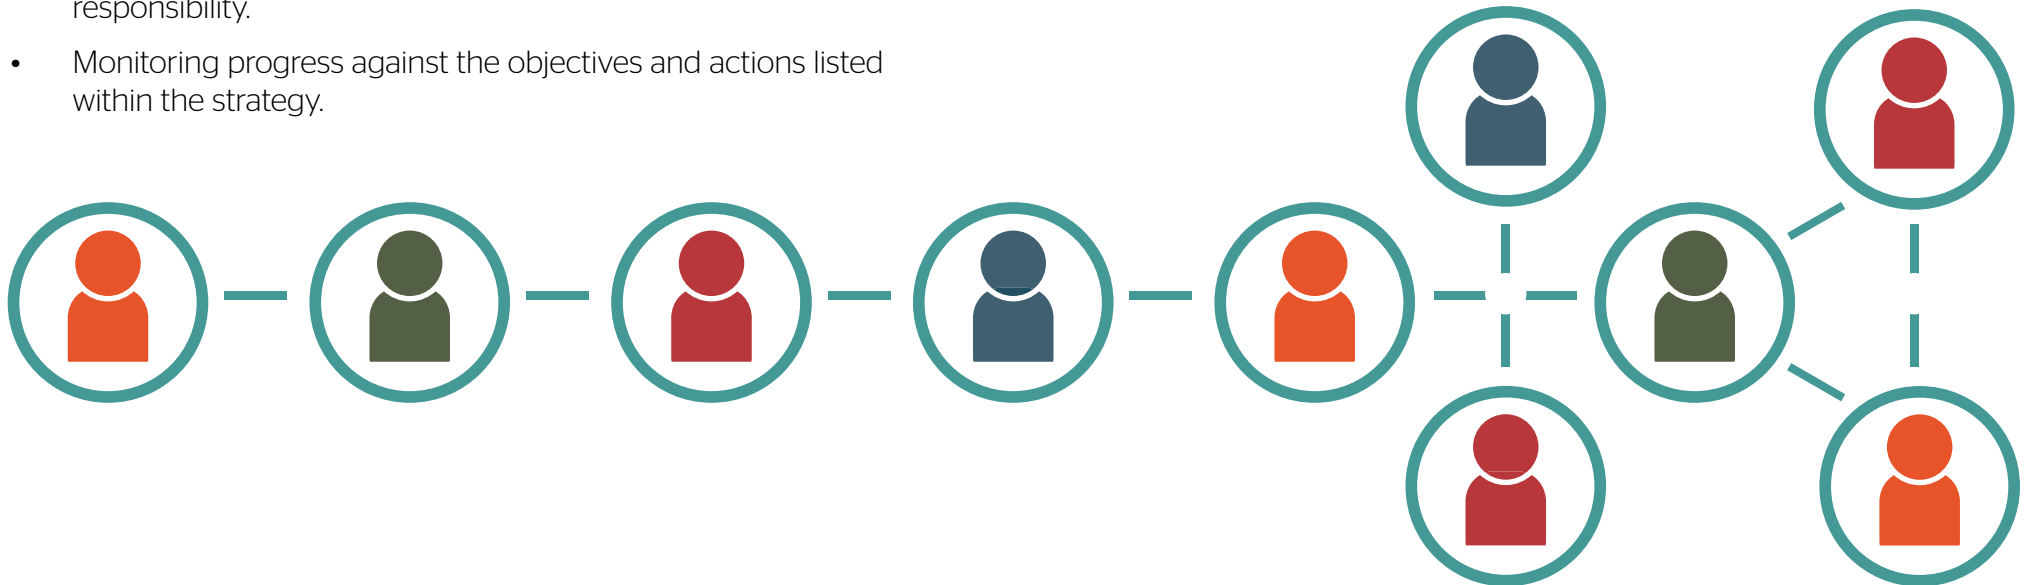 responsibility.
• Monitoring progress against the objectives and actions listed
within the strategy.